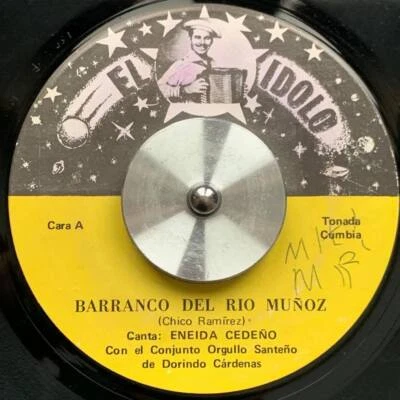 EL IDOLO
Cara A
Tonada
Cumbia
BARRANCO DEL RIO MUÑOZ
(Chico Ramírez)
Canta: ENEIDA CEDEÑO
Con el Conjunto Orgullo Santeño
de Dorindo Cárdenas